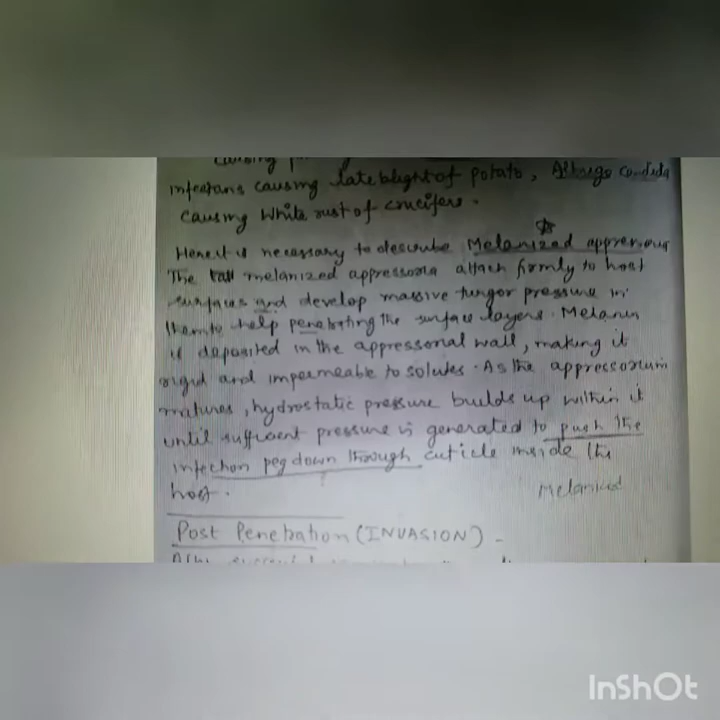 causing
infestans causing late blight of potato, Albugo candida
causing White rust of crucifers.
Here it is necessary to describe Melanized appressoria
The melanized appressoria attach firmly to host
surfaces and develop massive turgor pressure in
them to help penetrating the surface layers. Melanin
is deposited in the appressorial wall, making it
rigid and impermeable to solutes. As the appressorium
matures, hydrostatic pressure builds up within it
until sufficient pressure is generated to push the
infection peg down through cuticle inside the
host.
Melanized
Post Penetration (INVASION) -
InShOt